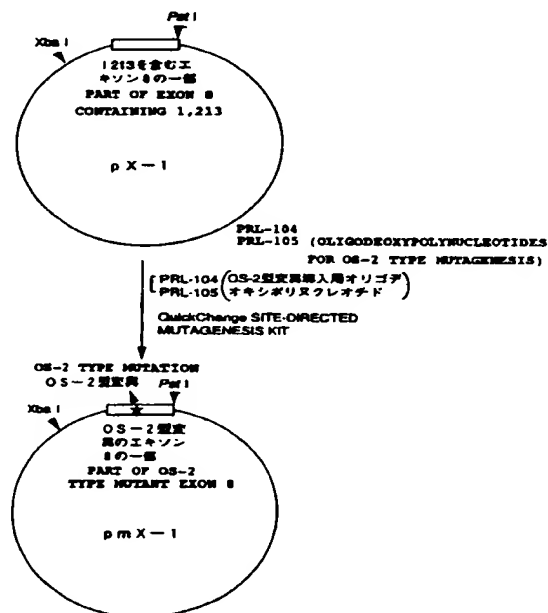 Pst I
Xba I
1213を含むエ
キソン8の一部
PART OF EXON 8
CONTAINING 1,213
pX-1
PRL-104
PRL-105 (OLIGODEOXYPOLYNUCLEOTIDES
FOR OS-2 TYPE MUTAGENESIS)
PRL-104
PRL-105
(OS-2型変異導入用オリゴデ
オキシポリヌクレオチド)
QuickChange SITE-DIRECTED
MUTAGENESIS KIT
OS-2 TYPE MUTATION
OS-2型変異
Pst I
Xba I
OS-2型変
異のエキソン
8の一部
PART OF OS-2
TYPE MUTANT EXON 8
pmX-1